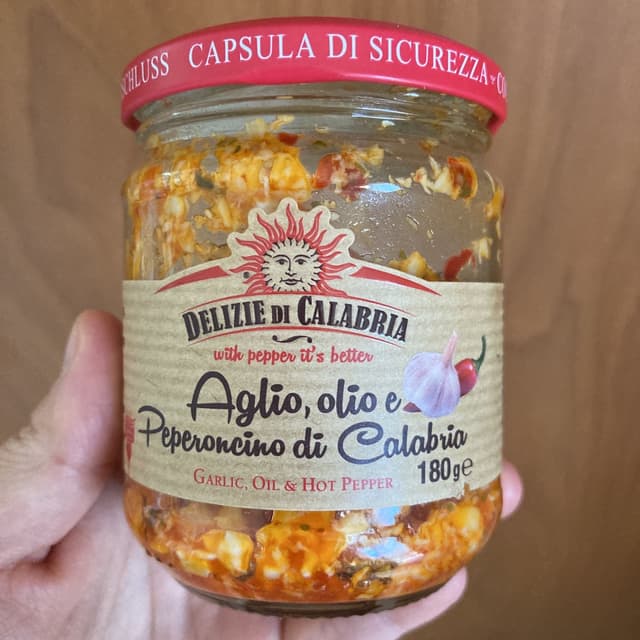 CAPSULA DI SICUREZZA
DELIZIE DI CALABRIA
with pepper it's better
Aglio, olio e
Peperoncino di Calabria
180g℮
GARLIC, OIL & HOT PEPPER